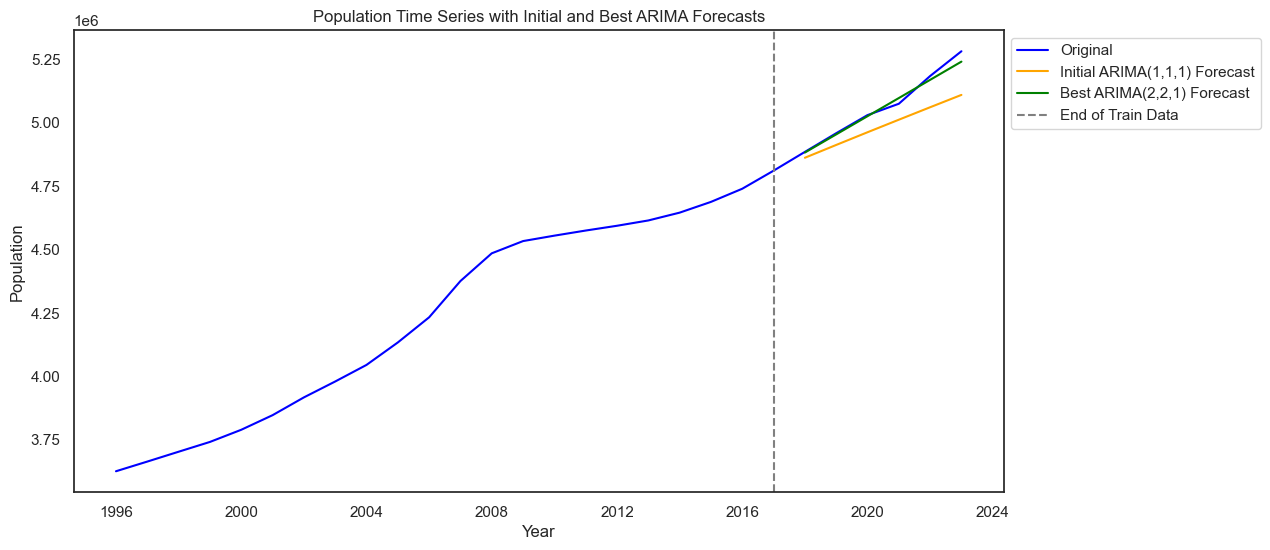 Population Time Series with Initial and Best ARIMA Forecasts
1e6
5.25
5.00
4.75
4.50
4.25
4.00
3.75
Population
1996
2000
2004
2008
2012
2016
2020
2024
Year
Original
Initial ARIMA(1,1,1) Forecast
Best ARIMA(2,2,1) Forecast
End of Train Data